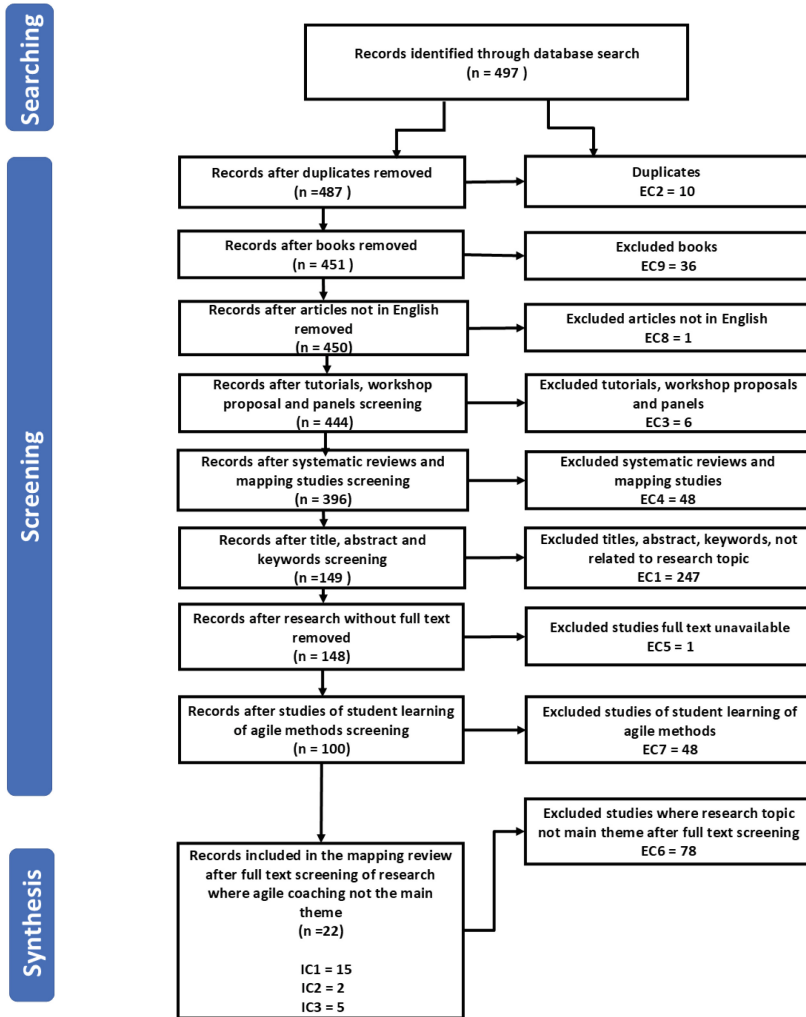 Searching
Records identified through database search
(n = 497 )
Screening
Records after duplicates removed
(n =487 )
Duplicates
EC2 = 10
Records after books removed
(n = 451 )
Excluded books
EC9 = 36
Records after articles not in English
removed
(n = 450)
Excluded articles not in English
EC8 = 1
Records after tutorials, workshop
proposal and panels screening
(n = 444)
Excluded tutorials, workshop proposals
and panels
EC3 = 6
Records after systematic reviews and
mapping studies screening
(n = 396)
Excluded systematic reviews and
mapping studies
EC4 = 48
Records after title, abstract and
keywords screening
(n =149 )
Excluded titles, abstract, keywords, not
related to research topic
EC1 = 247
Records after research without full text
removed
(n = 148)
Excluded studies full text unavailable
EC5 = 1
Records after studies of student learning
of agile methods screening
(n = 100)
Excluded studies of student learning of
agile methods
EC7 = 48
Excluded studies where research topic
not main theme after full text screening
EC6 = 78
Synthesis
Records included in the mapping review
after full text screening of research
where agile coaching not the main
theme
(n =22)
IC1 = 15
IC2 = 2
IC3 = 5